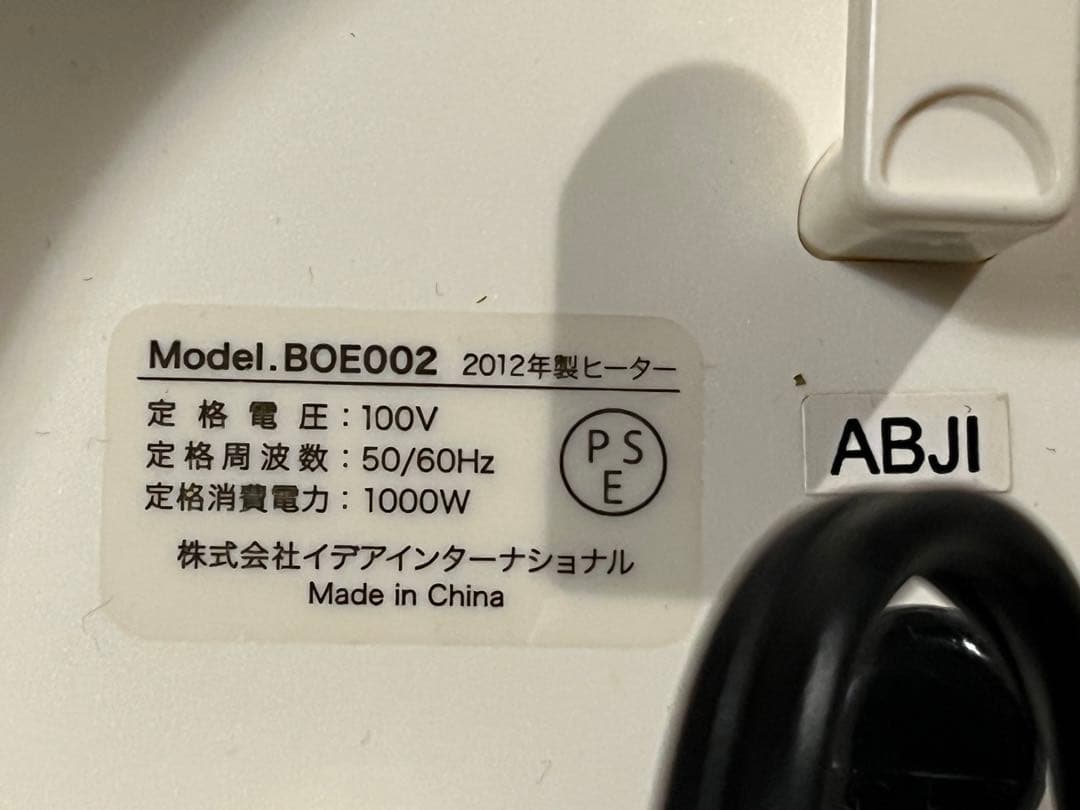 Model.BOE002 2012年製ヒーター
定格電圧：100V
定格周波数：50/60Hz
定格消費電力：1000W
PSE
株式会社イデアインターナショナル
Made in China
ABJI